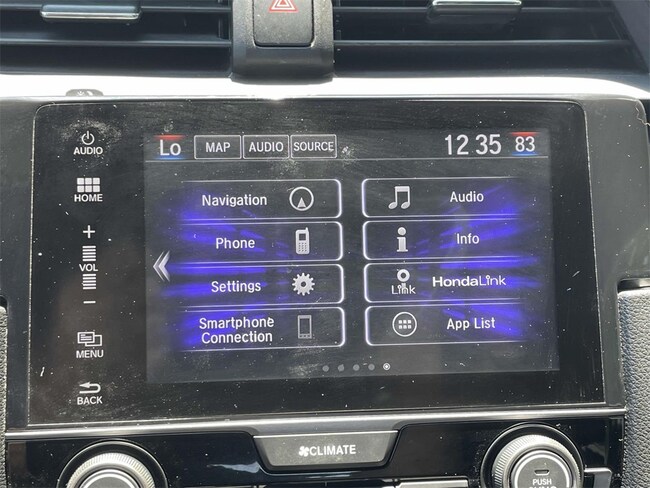 AUDIO
HOME
+
VOL
−
MENU
BACK
Lo MAP AUDIO SOURCE 12 35 83
Navigation
Audio
Phone
Info
Settings
Link HondaLink
Smartphone
Connection
App List
CLIMATE
PUSH